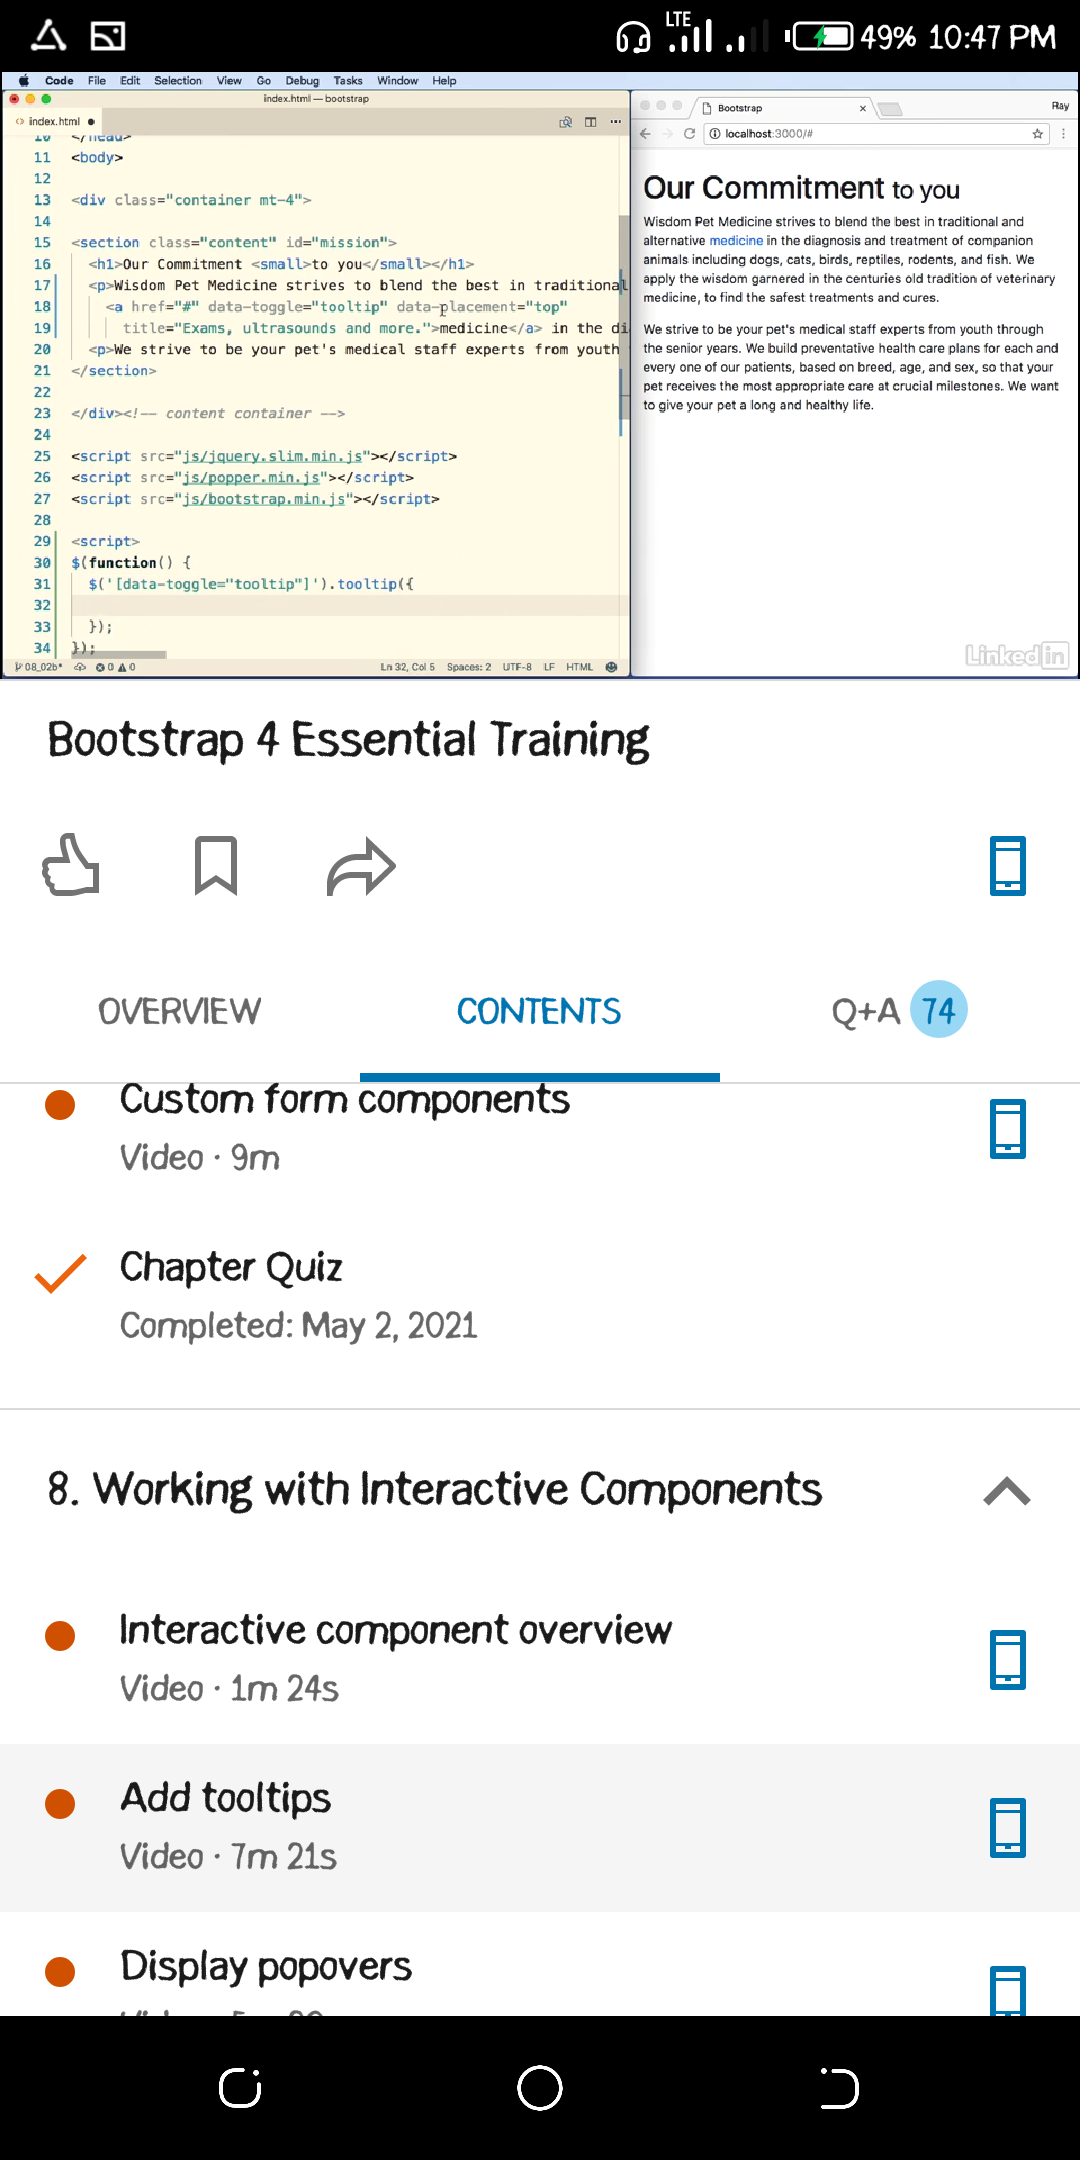 LTE 49% 10:47 PM
Code File Edit Selection View Go Debug Tasks Window Help
index.html — bootstrap
index.html
10 </head>
11 <body>
12
13 <div class="container mt-4">
14
15 <section class="content" id="mission">
16 <h1>Our Commitment <small>to you</small></h1>
17 <p>Wisdom Pet Medicine strives to blend the best in traditional
18 <a href="#" data-toggle="tooltip" data-placement="top"
19 title="Exams, ultrasounds and more.">medicine</a> in the di
20 <p>We strive to be your pet's medical staff experts from youth
21 </section>
22
23 </div><!-- content container -->
24
25 <script src="js/jquery.slim.min.js"></script>
26 <script src="js/popper.min.js"></script>
27 <script src="js/bootstrap.min.js"></script>
28
29 <script>
30 $(function() {
31 $('[data-toggle="tooltip"]').tooltip({
32
33 });
34 });
08_02b* 0 0 Ln 32, Col 5 Spaces: 2 UTF-8 LF HTML
Bootstrap Ray
localhost:3000/#
Our Commitment to you
Wisdom Pet Medicine strives to blend the best in traditional and
alternative medicine in the diagnosis and treatment of companion
animals including dogs, cats, birds, reptiles, rodents, and fish. We
apply the wisdom garnered in the centuries old tradition of veterinary
medicine, to find the safest treatments and cures.
We strive to be your pet's medical staff experts from youth through
the senior years. We build preventative health care plans for each and
every one of our patients, based on breed, age, and sex, so that your
pet receives the most appropriate care at crucial milestones. We want
to give your pet a long and healthy life.
Linked in
Bootstrap 4 Essential Training
OVERVIEW CONTENTS Q+A 74
Custom form components
Video · 9m
Chapter Quiz
Completed: May 2, 2021
8. Working with Interactive Components
Interactive component overview
Video · 1m 24s
Add tooltips
Video · 7m 21s
Display popovers